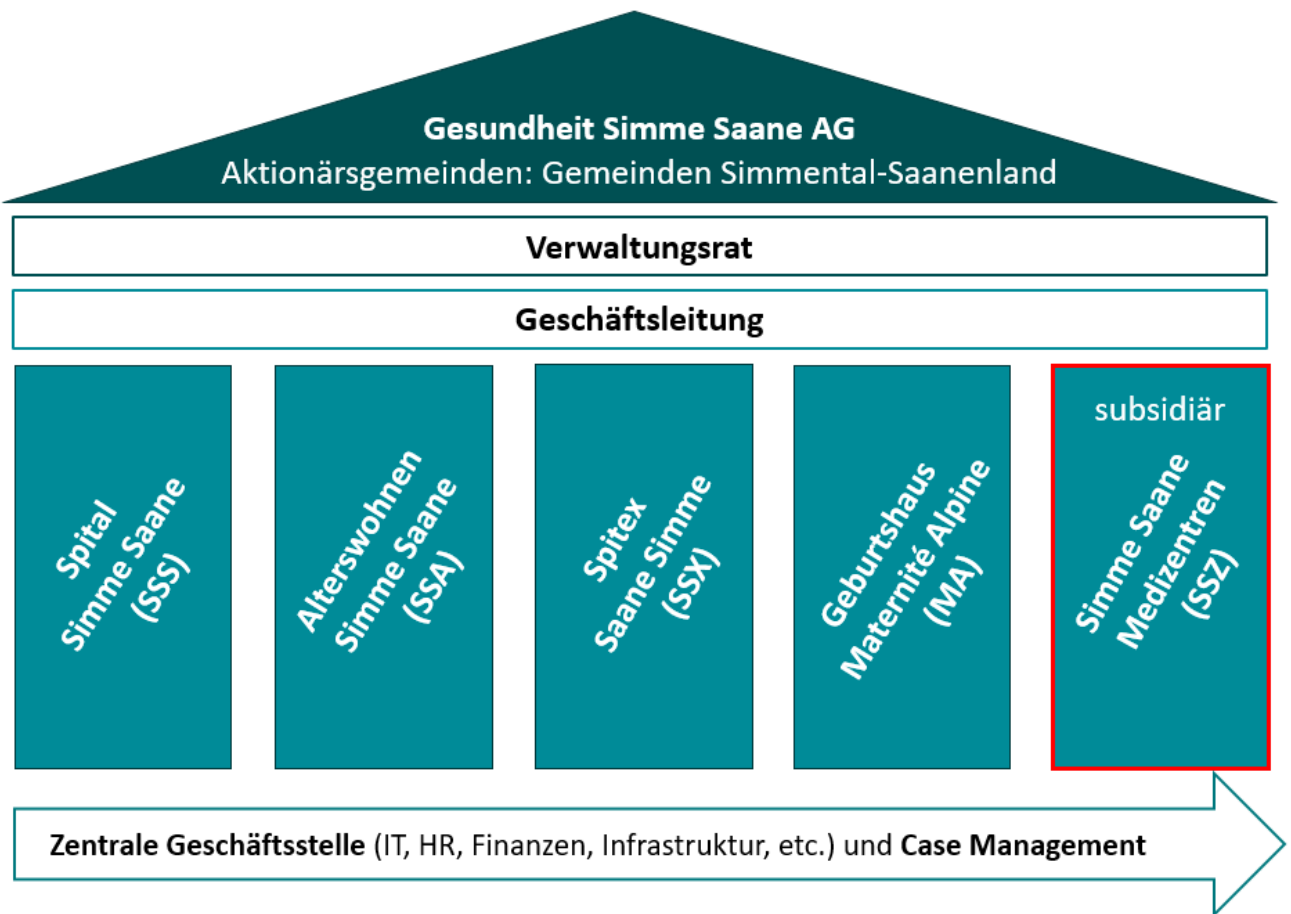 Gesundheit Simme Saane AG
Aktionärsgemeinden: Gemeinden Simmental-Saanenland
Verwaltungsrat
Geschäftsleitung
Spital
Simme Saane
(SSS)
Alterswohnen
Simme Saane
(SSA)
Spitex
Saane Simme
(SSX)
Geburtshaus
Maternité Alpine
(MA)
subsidiär
Simme Saane
Medizentren
(SSZ)
Zentrale Geschäftsstelle (IT, HR, Finanzen, Infrastruktur, etc.) und Case Management